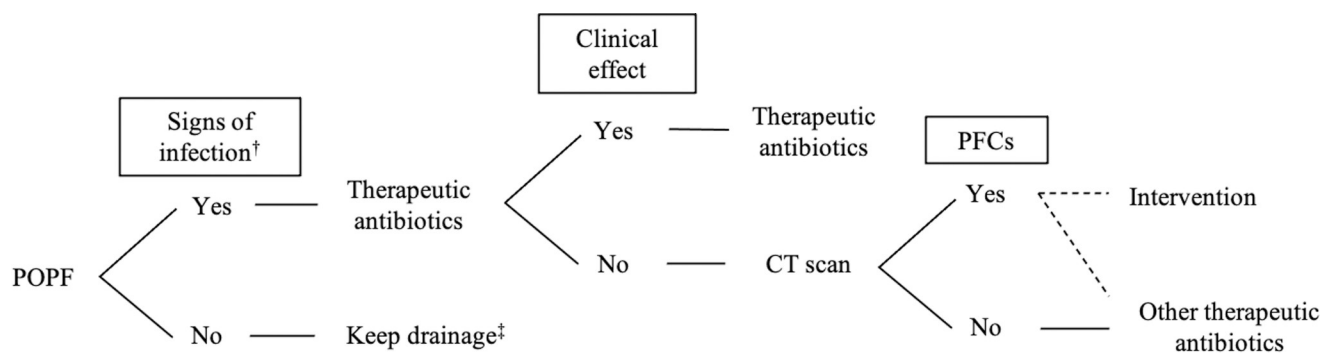 Clinical
effect
Signs of
infection†
Yes
Therapeutic
antibiotics
PFCs
Yes
Therapeutic
antibiotics
Yes
Intervention
POPF
No
CT scan
No
Keep drainage‡
No
Other therapeutic
antibiotics